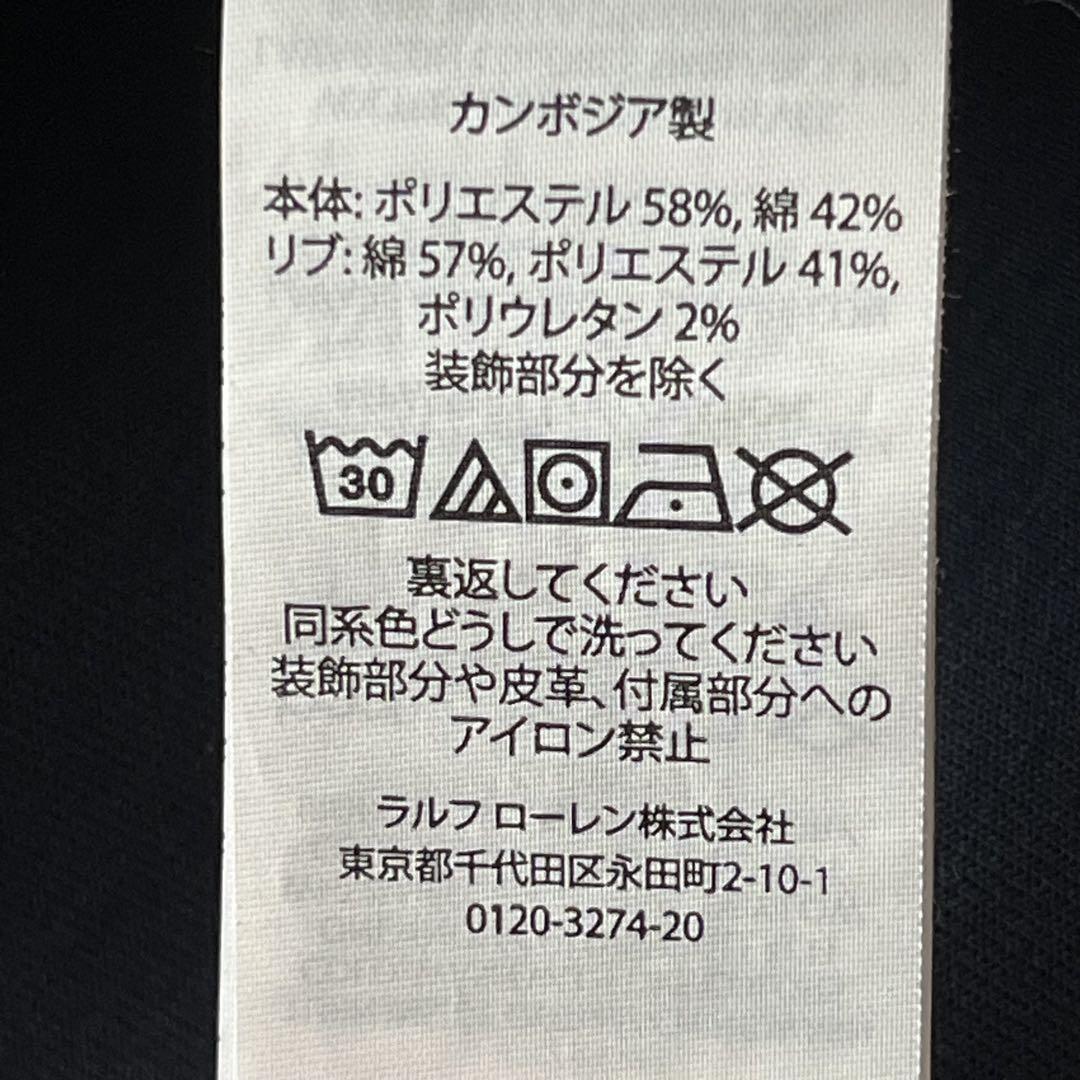 カンボジア製
本体: ポリエステル 58%, 綿 42%
リブ: 綿 57%, ポリエステル 41%,
ポリウレタン 2%
装飾部分を除く
30
裏返してください
同系色どうしで洗ってください
装飾部分や皮革、付属部分への
アイロン禁止
ラルフ ローレン株式会社
東京都千代田区永田町2-10-1
0120-3274-20